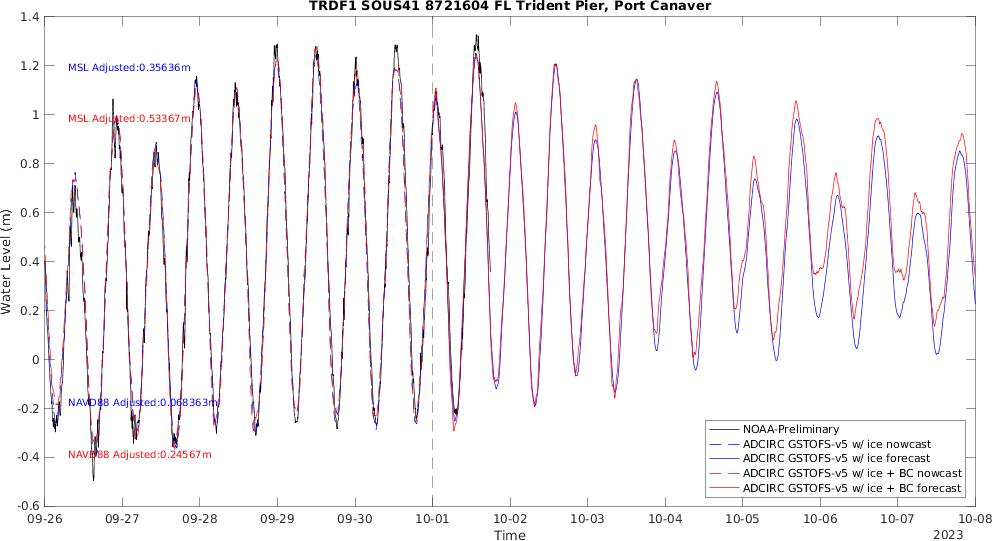 TRDF1 SOUS41 8721604 FL Trident Pier, Port Canaver
1.4
1.2
1
0.8
0.6
0.4
0.2
0
-0.2
-0.4
-0.6
Water Level (m)
MSL Adjusted:0.35636m
MSL Adjusted:0.53367m
NAVD88 Adjusted:0.068363m
NAVD88 Adjusted:0.24567m
NOAA-Preliminary
ADCIRC GSTOFS-v5 w/ ice nowcast
ADCIRC GSTOFS-v5 w/ ice forecast
ADCIRC GSTOFS-v5 w/ ice + BC nowcast
ADCIRC GSTOFS-v5 w/ ice + BC forecast
09-26 09-27 09-28 09-29 09-30 10-01 10-02 10-03 10-04 10-05 10-06 10-07 10-08
Time
2023